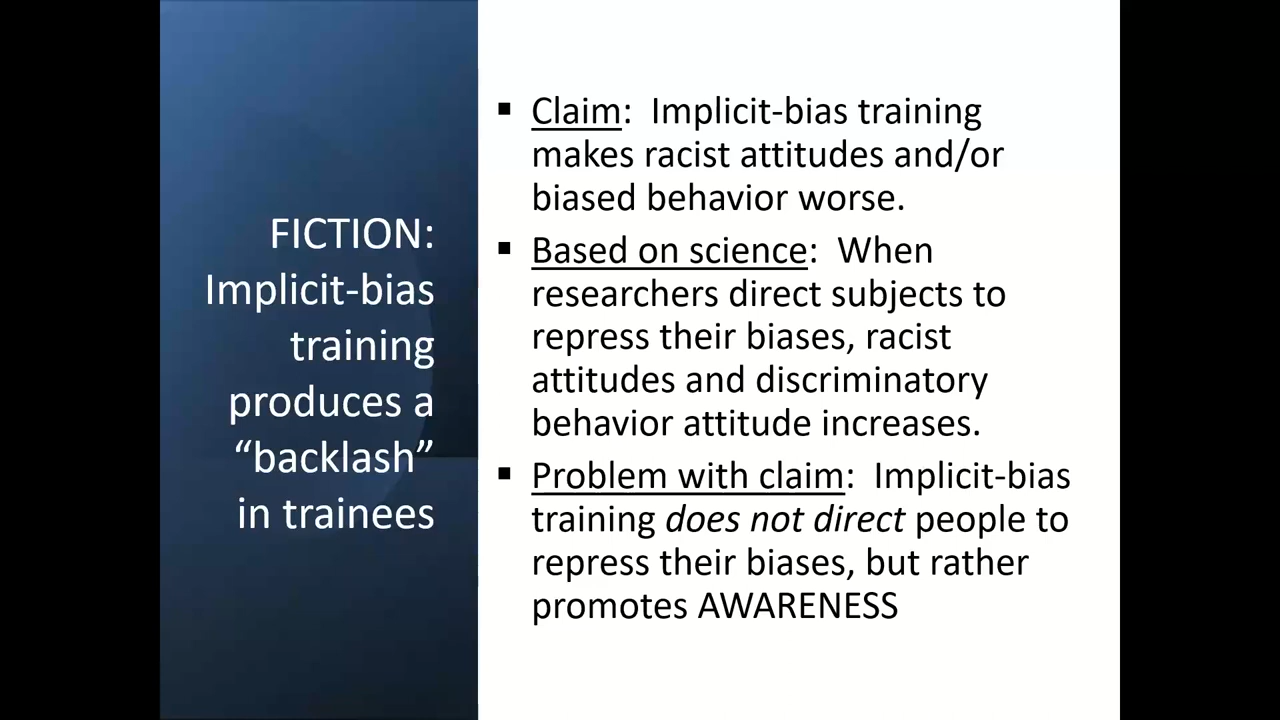 FICTION:
Implicit-bias
training
produces a
“backlash”
in trainees
▪ Claim:  Implicit-bias training
makes racist attitudes and/or
biased behavior worse.
▪ Based on science:  When
researchers direct subjects to
repress their biases, racist
attitudes and discriminatory
behavior attitude increases.
▪ Problem with claim:  Implicit-bias
training does not direct people to
repress their biases, but rather
promotes AWARENESS